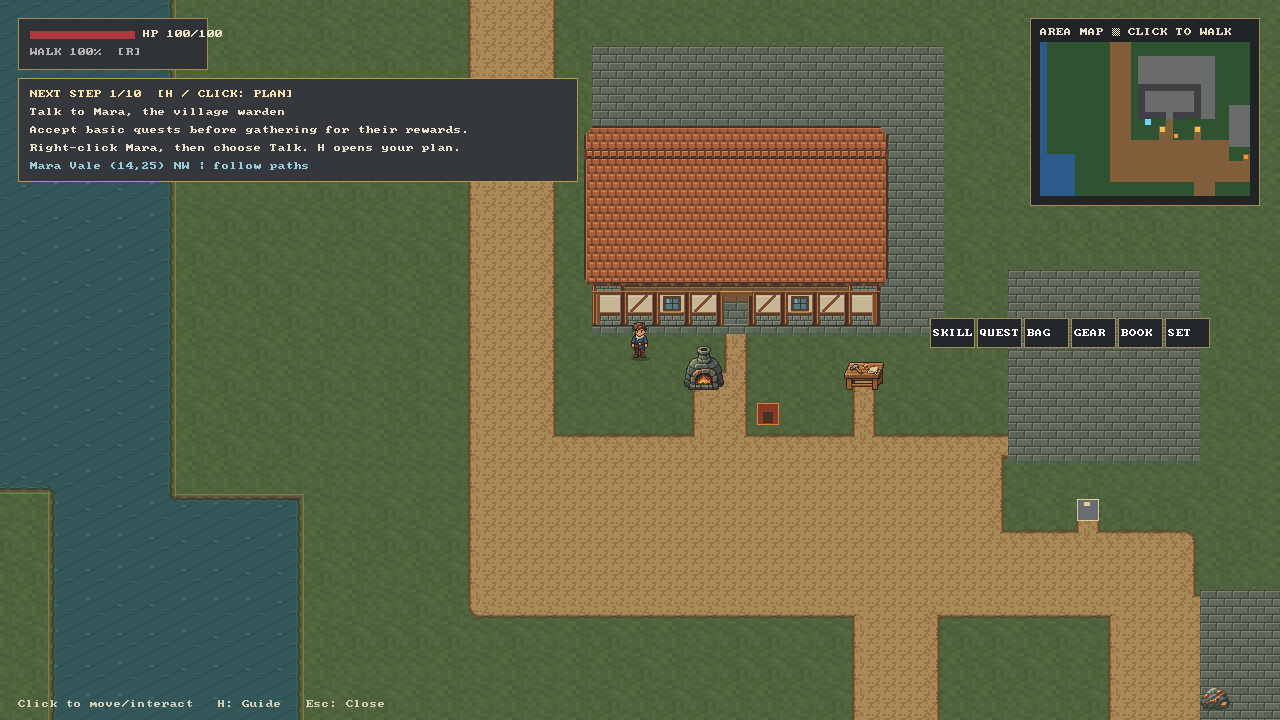 HP 100/100
WALK 100% [R]
NEXT STEP 1/10 [H / CLICK: PLAN]
Talk to Mara, the village warden
Accept basic quests before gathering for their rewards.
Right-click Mara, then choose Talk. H opens your plan.
Mara Vale (14,25) NW : follow paths
AREA MAP ▒ CLICK TO WALK
SKILL QUEST BAG GEAR BOOK SET
Click to move/interact H: Guide Esc: Close